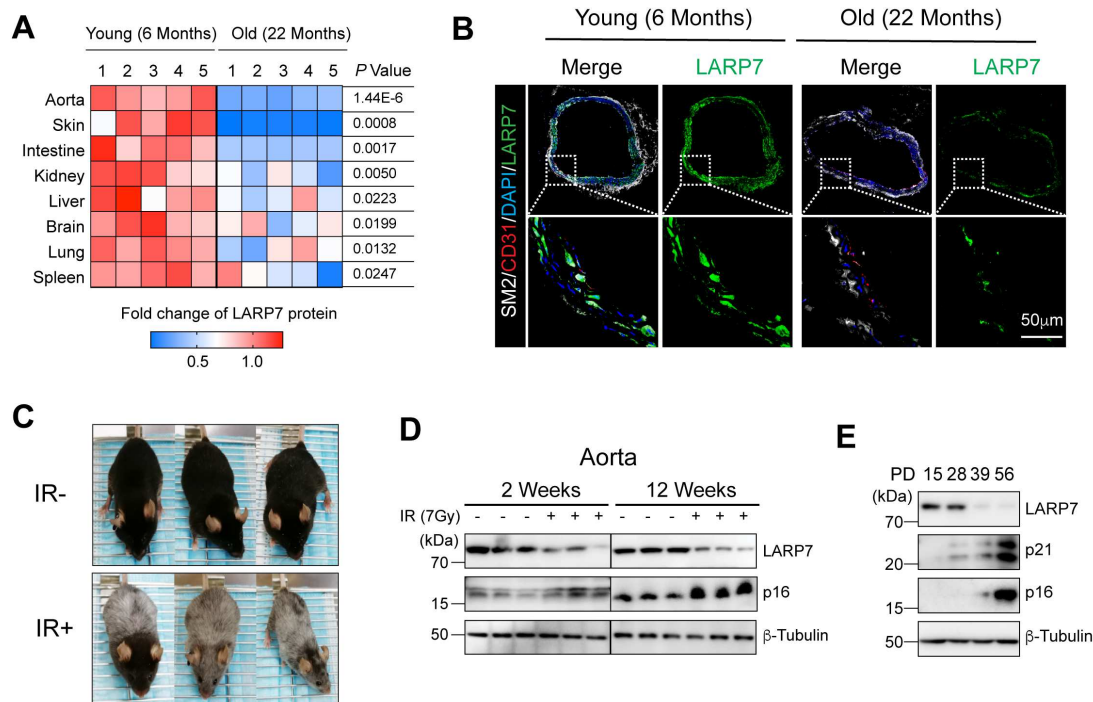 A
Young (6 Months) Old (22 Months)
1 2 3 4 5 1 2 3 4 5 P Value
Aorta 1.44E-6
Skin 0.0008
Intestine 0.0017
Kidney 0.0050
Liver 0.0223
Brain 0.0199
Lung 0.0132
Spleen 0.0247
Fold change of LARP7 protein
0.5 1.0
B
Young (6 Months) Old (22 Months)
Merge LARP7 Merge LARP7
SM2/CD31/DAPI/LARP7
50μm
C
IR-
IR+
D
Aorta
2 Weeks 12 Weeks
IR (7Gy) - - - + + + - - - + + +
(kDa)
70 LARP7
15 p16
50 β-Tubulin
E
PD 15 28 39 56
(kDa)
70 LARP7
20 p21
15 p16
50 β-Tubulin